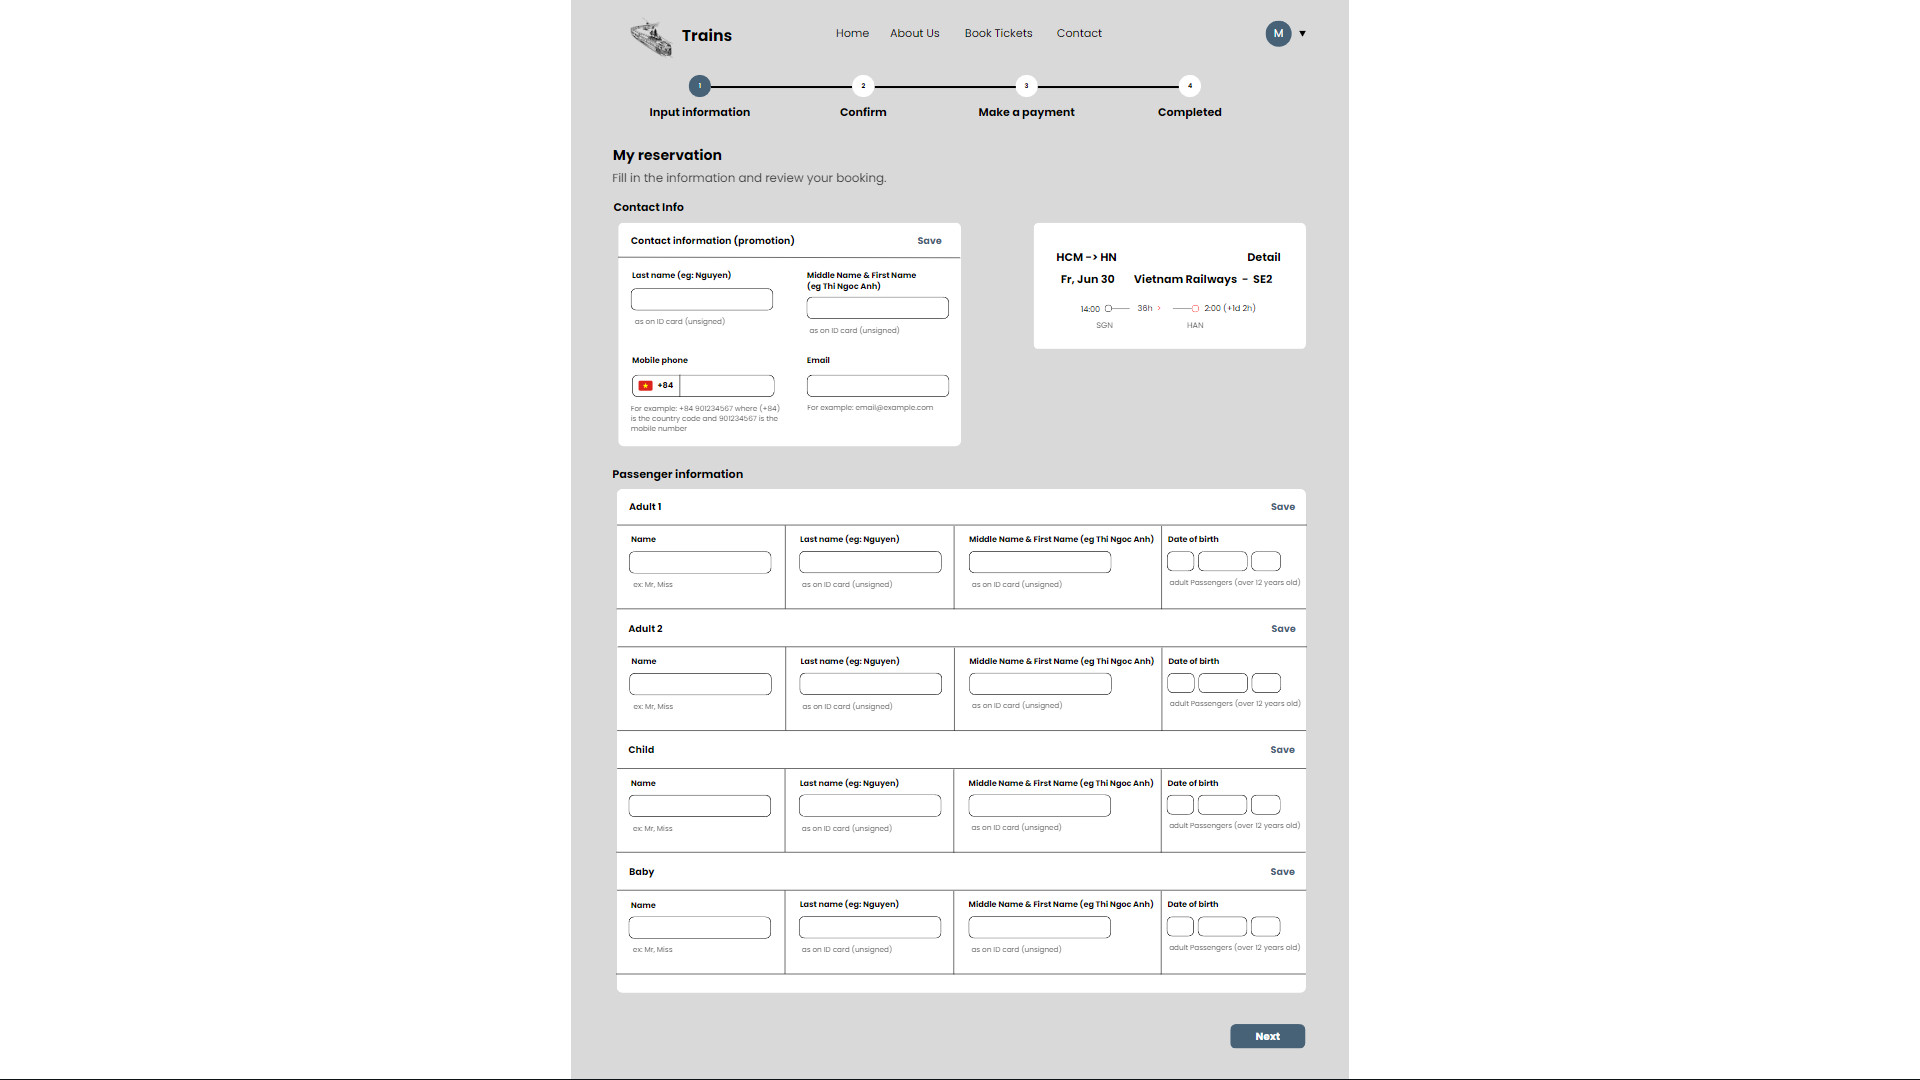 Trains
Home About Us Book Tickets Contact
M ▼
1 2 3 4
Input information Confirm Make a payment Completed
My reservation
Fill in the information and review your booking.
Contact Info
Contact information (promotion) Save
Last name (eg: Nguyen)
as on ID card (unsigned)
Middle Name & First Name
(eg Thi Ngoc Anh)
as on ID card (unsigned)
Mobile phone
+84
For example: +84 901234567 where (+84)
is the country code and 901234567 is the
mobile number
Email
For example: email@example.com
HCM -> HN Detail
Fr, Jun 30 Vietnam Railways - SE2
14:00 36h > 2:00 (+1d 2h)
SGN HAN
Passenger information
Adult 1 Save
Name Last name (eg: Nguyen) Middle Name & First Name (eg Thi Ngoc Anh) Date of birth
ex: Mr, Miss as on ID card (unsigned) as on ID card (unsigned) adult Passengers (over 12 years old)
Adult 2 Save
Name Last name (eg: Nguyen) Middle Name & First Name (eg Thi Ngoc Anh) Date of birth
ex: Mr, Miss as on ID card (unsigned) as on ID card (unsigned) adult Passengers (over 12 years old)
Child Save
Name Last name (eg: Nguyen) Middle Name & First Name (eg Thi Ngoc Anh) Date of birth
ex: Mr, Miss as on ID card (unsigned) as on ID card (unsigned) adult Passengers (over 12 years old)
Baby Save
Name Last name (eg: Nguyen) Middle Name & First Name (eg Thi Ngoc Anh) Date of birth
ex: Mr, Miss as on ID card (unsigned) as on ID card (unsigned) adult Passengers (over 12 years old)
Next